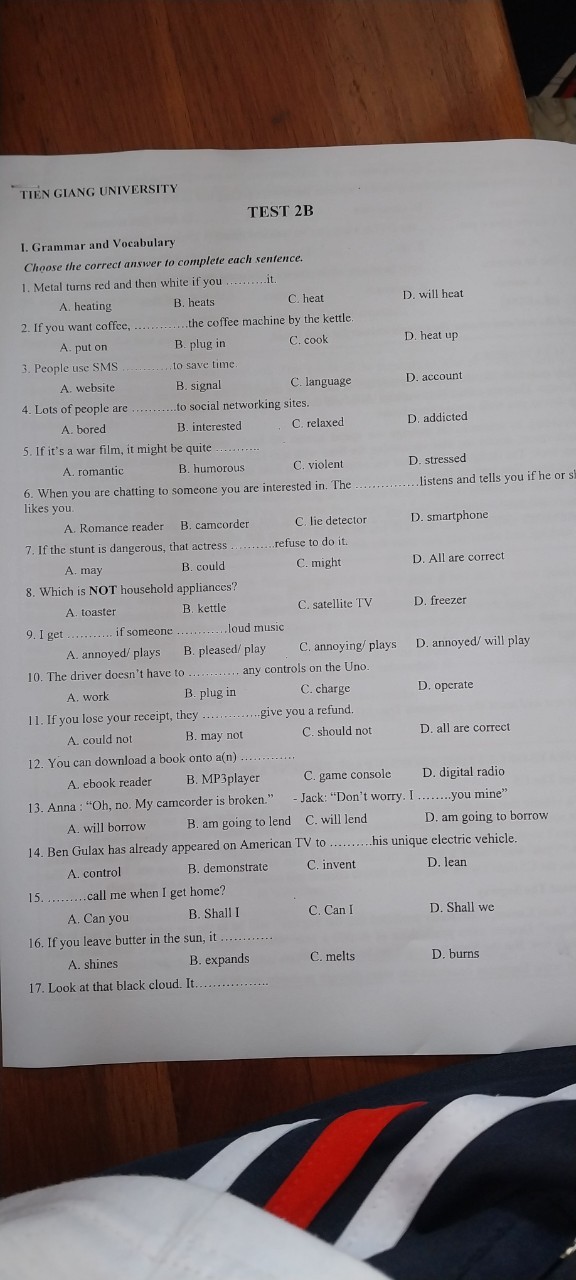 TIEN GIANG UNIVERSITY
TEST 2B
I. Grammar and Vocabulary
Choose the correct answer to complete each sentence.
1. Metal turns red and then white if you ..........it.
A. heating B. heats C. heat D. will heat
2. If you want coffee, .............the coffee machine by the kettle.
A. put on B. plug in C. cook D. heat up
3. People use SMS ............to save time.
A. website B. signal C. language D. account
4. Lots of people are ...........to social networking sites.
A. bored B. interested C. relaxed D. addicted
5. If it's a war film, it might be quite ...........
A. romantic B. humorous C. violent D. stressed
6. When you are chatting to someone you are interested in. The ...............listens and tells you if he or
likes you.
A. Romance reader B. camcorder C. lie detector D. smartphone
7. If the stunt is dangerous, that actress ...........refuse to do it.
A. may B. could C. might D. All are correct
8. Which is NOT household appliances?
A. toaster B. kettle C. satellite TV D. freezer
9. I get ........... if someone ............loud music
A. annoyed/ plays B. pleased/ play C. annoying/ plays D. annoyed/ will play
10. The driver doesn't have to ............ any controls on the Uno.
A. work B. plug in C. charge D. operate
11. If you lose your receipt, they ..............give you a refund.
A. could not B. may not C. should not D. all are correct
12. You can download a book onto a(n) .............
A. ebook reader B. MP3player C. game console D. digital radio
13. Anna : "Oh, no. My camcorder is broken." - Jack: "Don't worry. I ........you mine"
A. will borrow B. am going to lend C. will lend D. am going to borrow
14. Ben Gulax has already appeared on American TV to ..........his unique electric vehicle.
A. control B. demonstrate C. invent D. lean
15. .........call me when I get home?
A. Can you B. Shall I C. Can I D. Shall we
16. If you leave butter in the sun, it ............
A. shines B. expands C. melts D. burns
17. Look at that black cloud. It.................